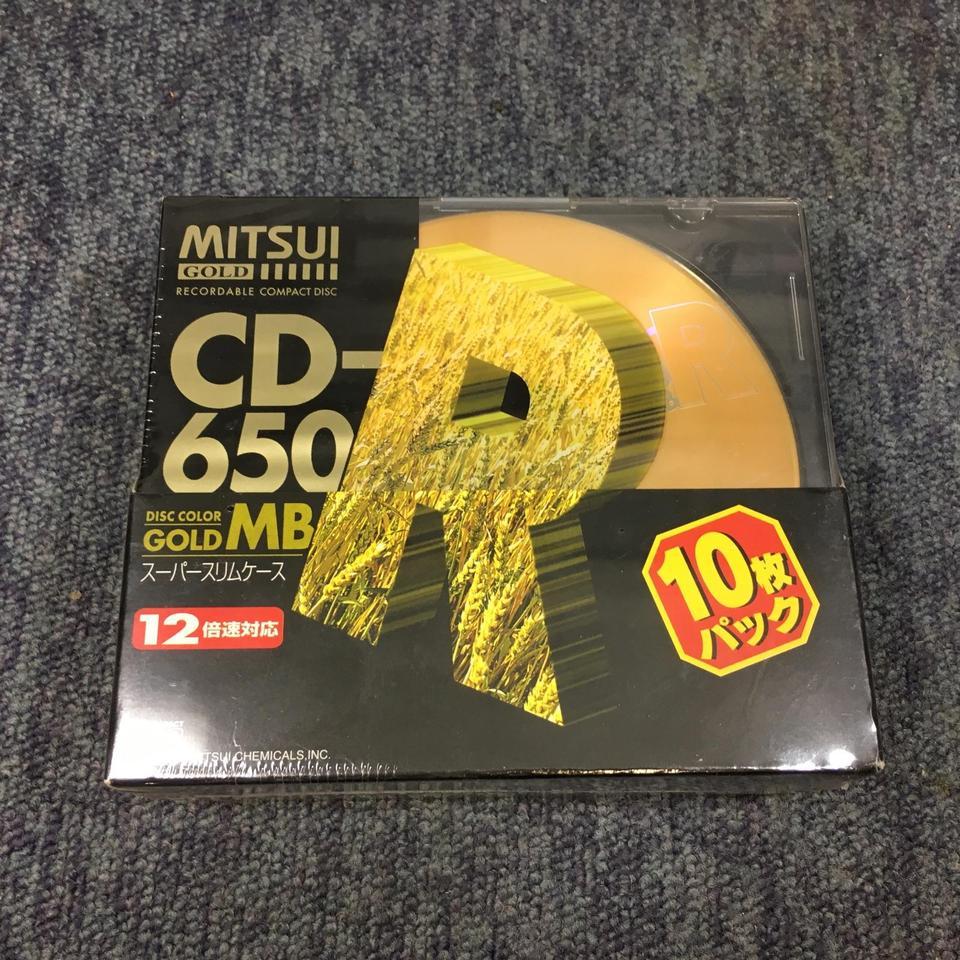 MITSUI
GOLD
RECORDABLE COMPACT DISC
CD-R
650
DISC COLOR
GOLD MB
スーパースリムケース
12倍速対応
10枚
パック
R
MITSUI CHEMICALS,INC.